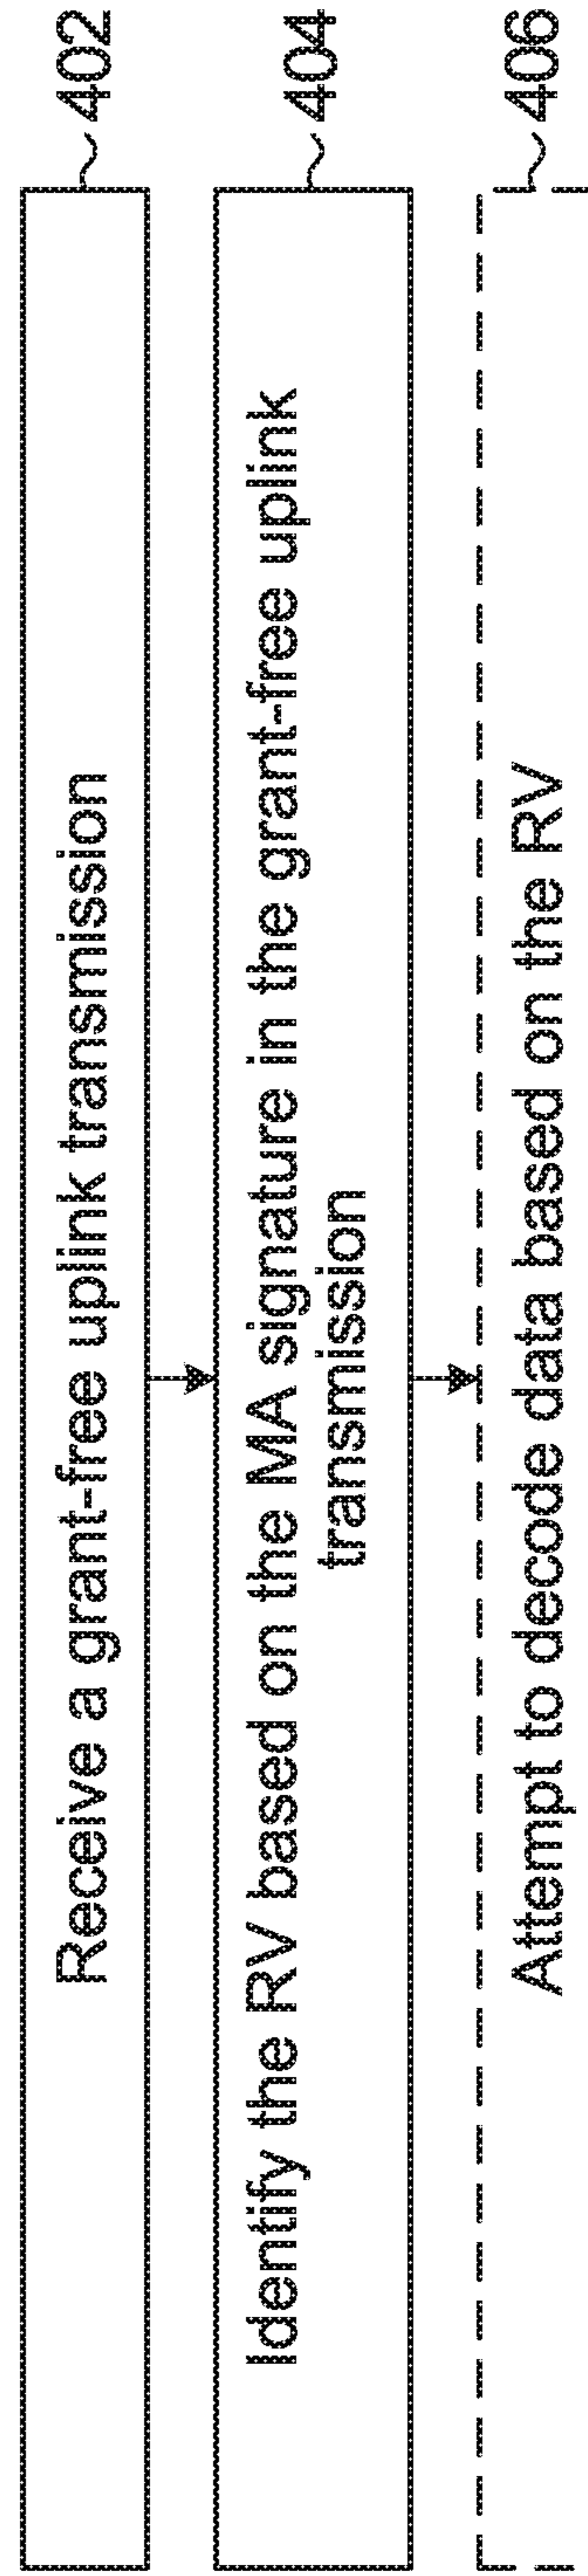 Receive a grant-free uplink transmission
402
Identify the RV based on the MA signature in the grant-free uplink
transmission
404
Attempt to decode data based on the RV
406